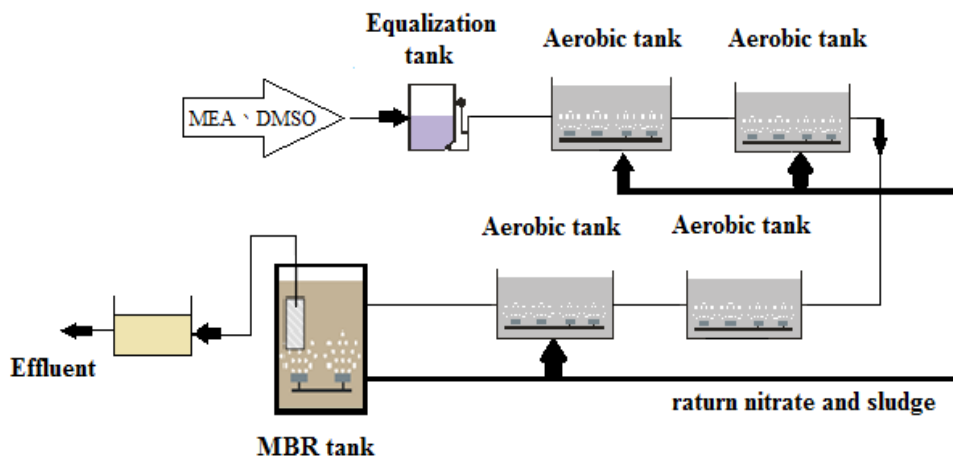 Equalization
tank
Aerobic tank
Aerobic tank
MEA、DMSO
Aerobic tank
Aerobic tank
Effluent
raturn nitrate and sludge
MBR tank